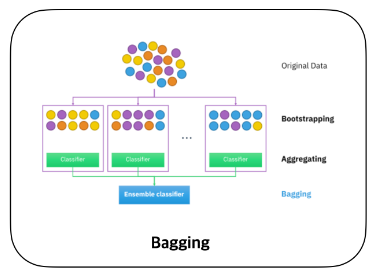 Original Data
Bootstrapping
...
Classifier Classifier Classifier
Aggregating
Ensemble classifier
Bagging
Bagging